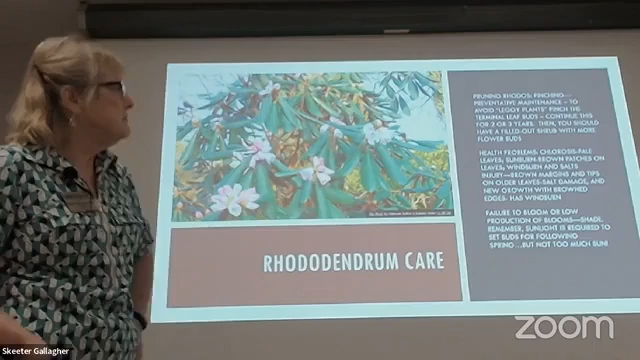 PRUNING RHODOS: PINCHING—
PREVENTATIVE MAINTENANCE – TO
AVOID "LEGGY PLANTS" PINCH THE
TERMINAL LEAF BUDS – CONTINUE THIS
FOR 2 OR 3 YEARS. THEN, YOU SHOULD
HAVE A FILLED-OUT SHRUB WITH MORE
FLOWER BUDS
HEALTH PROBLEMS: CHLOROSIS-PALE
LEAVES; SUNBURN-BROWN PATCHES ON
LEAVES; WINDBURN AND SALTS
INJURY—BROWN MARGINS AND TIPS
ON OLDER LEAVES-SALT DAMAGE, AND
NEW GROWTH WITH BROWNED
EDGES- HAS WINDBURN
FAILURE TO BLOOM OR LOW
PRODUCTION OF BLOOMS—SHADE.
REMEMBER, SUNLIGHT IS REQUIRED TO
SET BUDS FOR FOLLOWING
SPRING...BUT NOT TOO MUCH SUN!
RHODODENDRUM CARE
zoom
Skeeter Gallagher